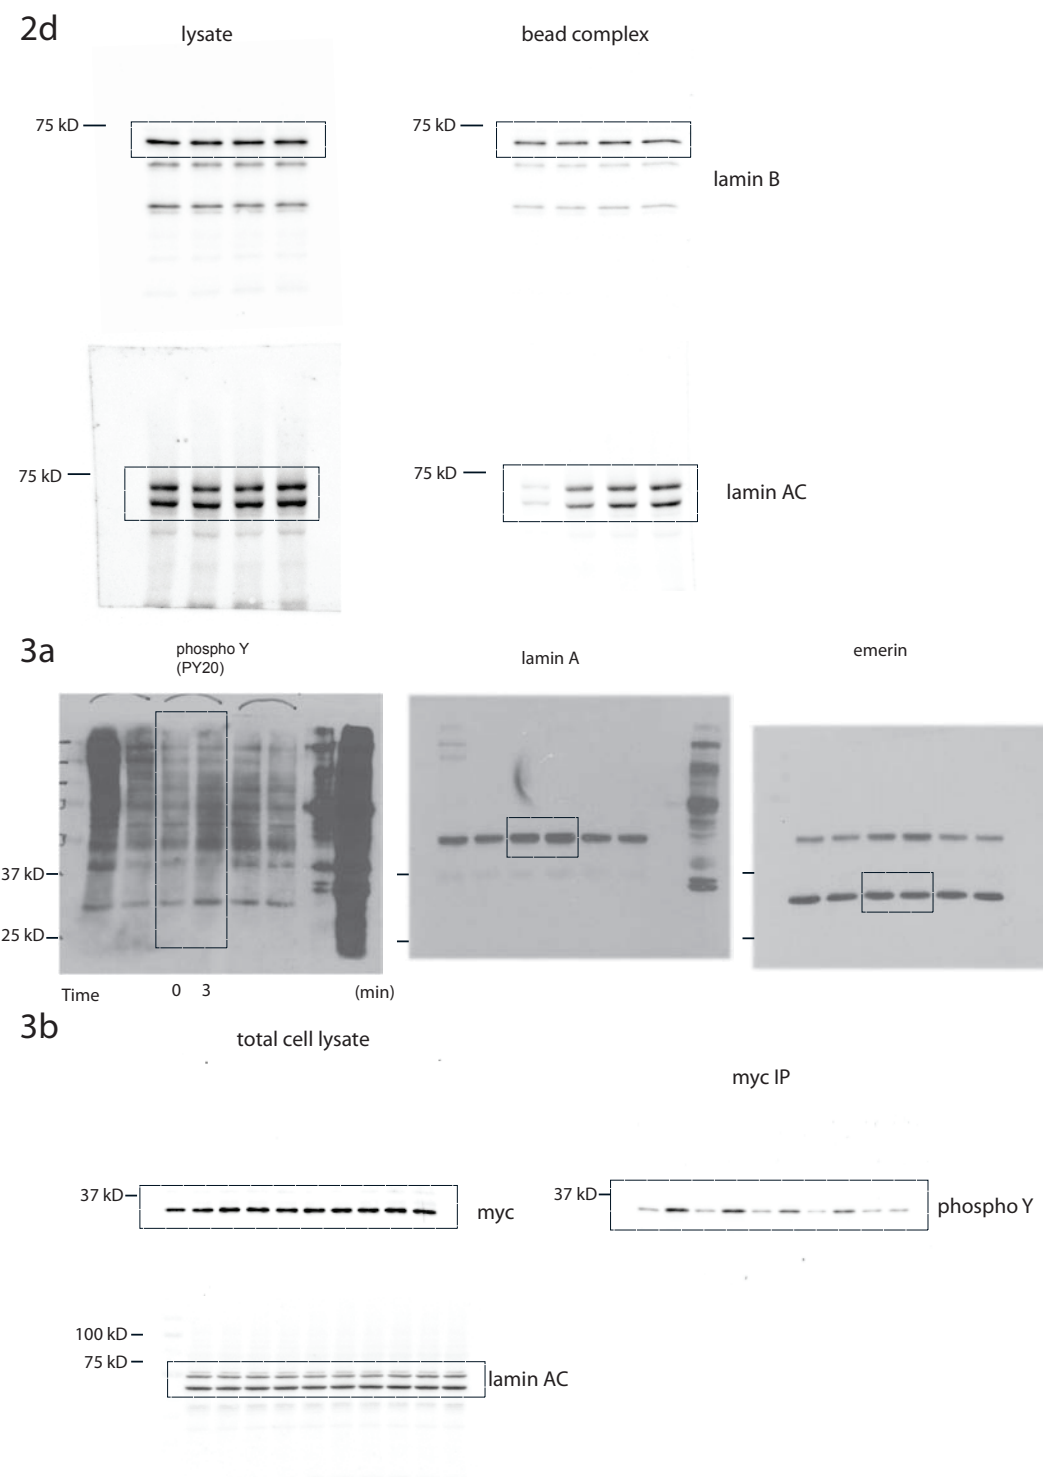 2d
lysate
bead complex
75 kD
75 kD
lamin B
75 kD
75 kD
lamin AC
3a
phospho Y
(PY20)
lamin A
emerin
37 kD
25 kD
Time
0
3
(min)
3b
total cell lysate
myc IP
37 kD
myc
37 kD
phospho Y
100 kD
75 kD
lamin AC